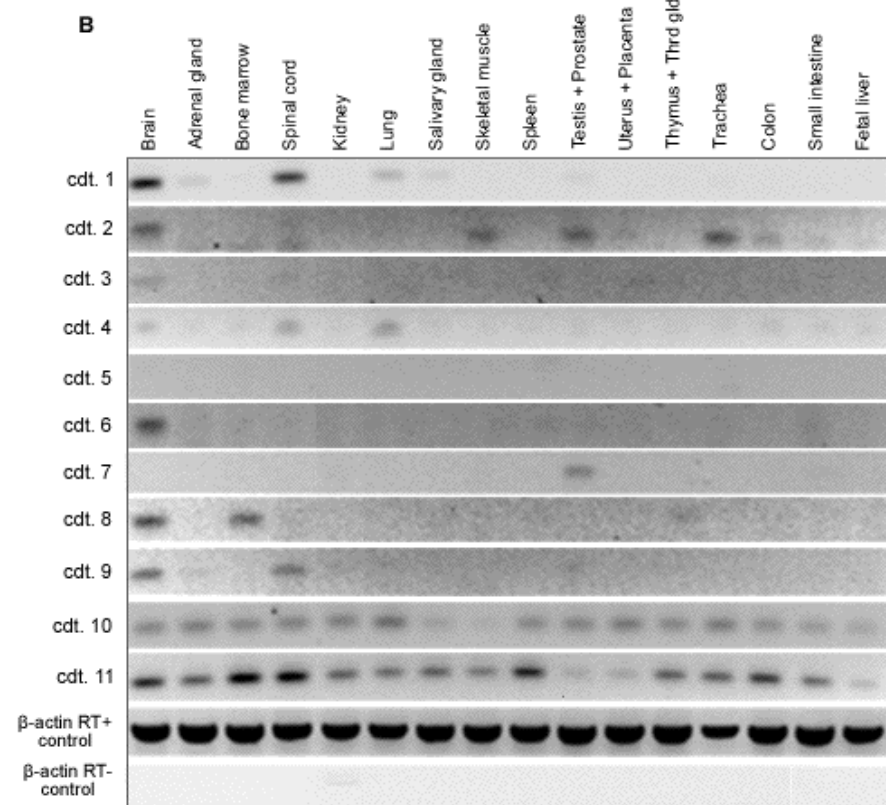 B
Brain
Adrenal gland
Bone marrow
Spinal cord
Kidney
Lung
Salivary gland
Skeletal muscle
Spleen
Testis + Prostate
Uterus + Placenta
Thymus + Thrd gld
Trachea
Colon
Small intestine
Fetal liver
cdt. 1
cdt. 2
cdt. 3
cdt. 4
cdt. 5
cdt. 6
cdt. 7
cdt. 8
cdt. 9
cdt. 10
cdt. 11
β-actin RT+
control
β-actin RT-
control